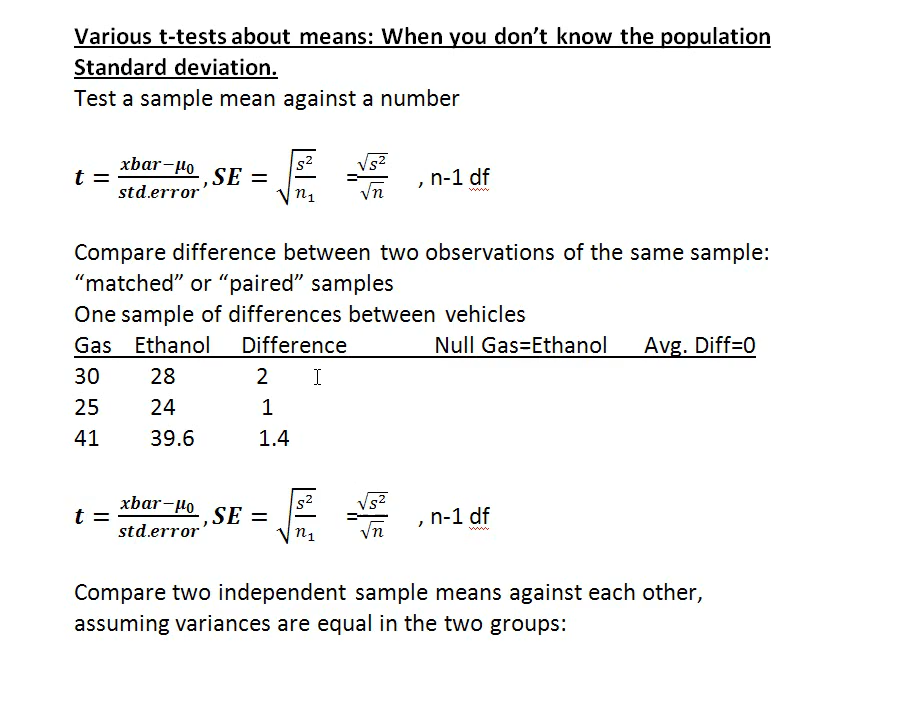 Various t-tests about means: When you don't know the population
Standard deviation.
Test a sample mean against a number
t = xbar−μ₀/std.error, SE = √(s²/n₁) =√s²/√n , n-1 df
Compare difference between two observations of the same sample:
“matched” or “paired” samples
One sample of differences between vehicles
Gas Ethanol Difference Null Gas=Ethanol Avg. Diff=0
30 28 2
25 24 1
41 39.6 1.4
t = xbar−μ₀/std.error, SE = √(s²/n₁) =√s²/√n , n-1 df
Compare two independent sample means against each other,
assuming variances are equal in the two groups: